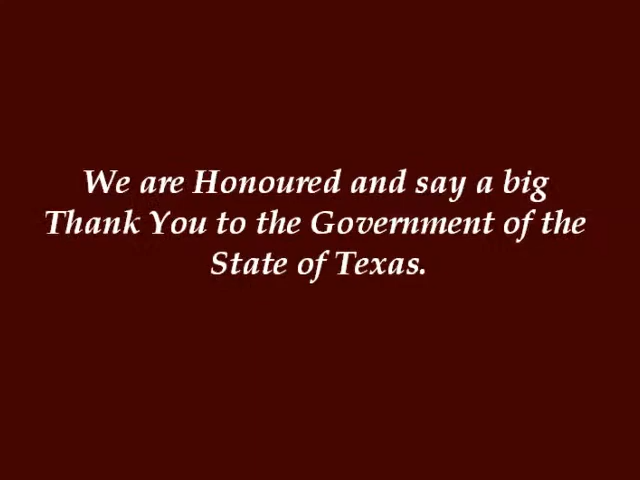 We are Honoured and say a big
Thank You to the Government of the
State of Texas.